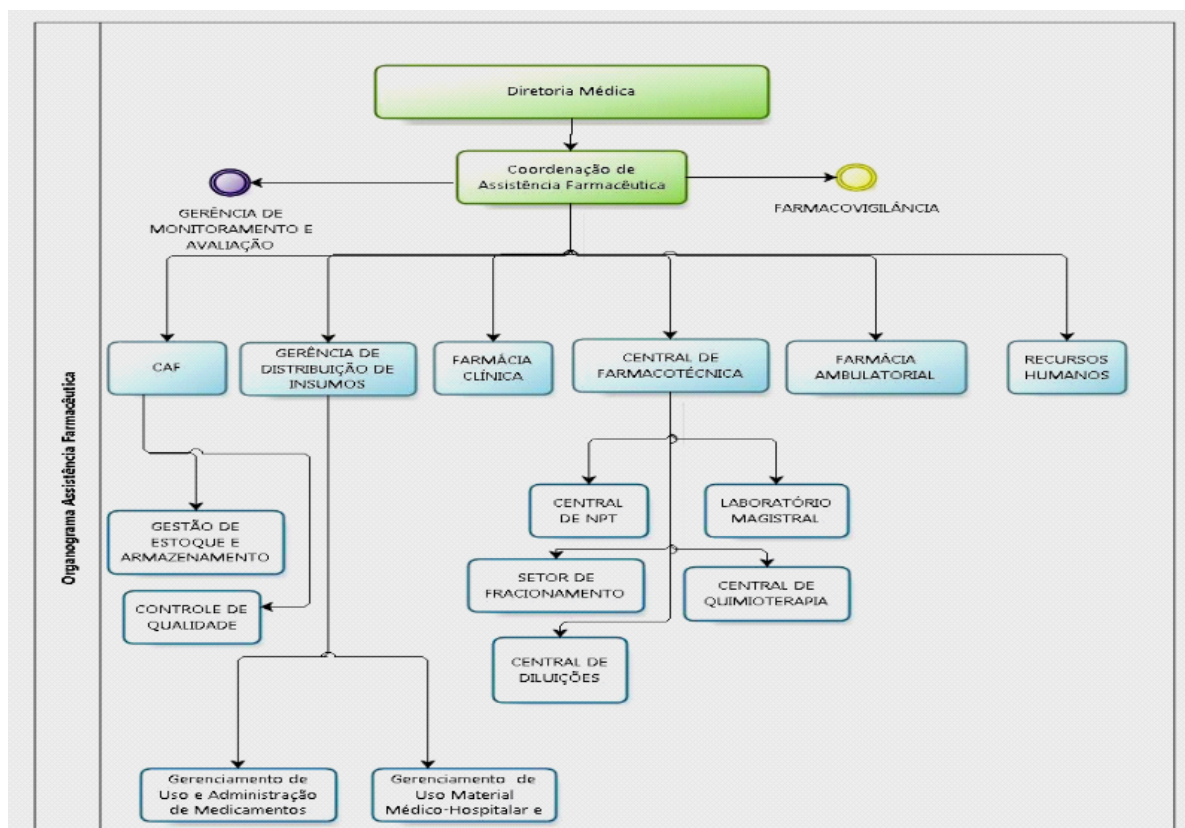 Organograma Assistência Farmacêutica
Diretoria Médica
Coordenação de
Assistência Farmacêutica
GERÊNCIA DE
MONITORAMENTO E
AVALIAÇÃO
FARMACOVIGILÂNCIA
CAF
GERÊNCIA DE
DISTRIBUIÇÃO DE
INSUMOS
FARMÁCIA
CLÍNICA
CENTRAL DE
FARMACOTÉCNICA
FARMÁCIA
AMBULATORIAL
RECURSOS
HUMANOS
GESTÃO DE
ESTOQUE E
ARMAZENAMENTO
CONTROLE DE
QUALIDADE
CENTRAL
DE NPT
LABORATÓRIO
MAGISTRAL
SETOR DE
FRACIONAMENTO
CENTRAL DE
QUIMIOTERAPIA
CENTRAL DE
DILUIÇÕES
Gerenciamento de
Uso e Administração
de Medicamentos
Gerenciamento de
Uso Material
Médico-Hospitalar e